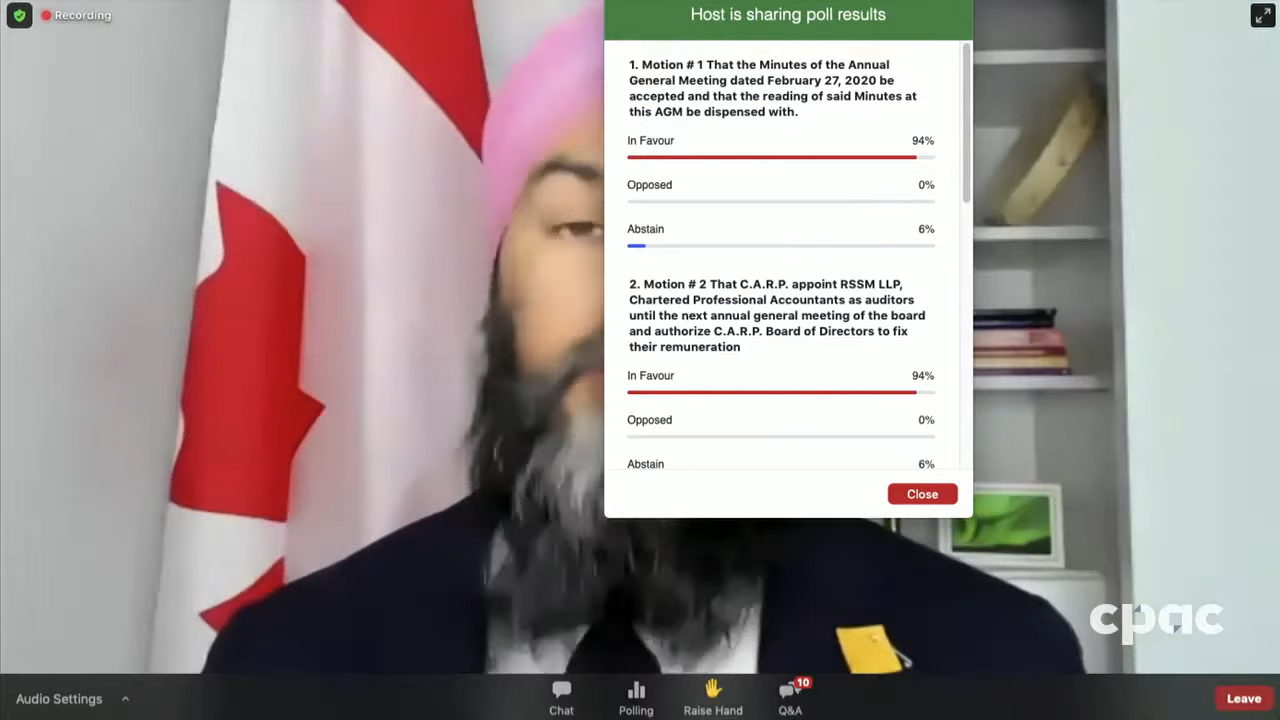 Recording
Host is sharing poll results
1. Motion # 1 That the Minutes of the Annual
General Meeting dated February 27, 2020 be
accepted and that the reading of said Minutes at
this AGM be dispensed with.
In Favour 94%
Opposed 0%
Abstain 6%
2. Motion # 2 That C.A.R.P. appoint RSSM LLP,
Chartered Professional Accountants as auditors
until the next annual general meeting of the board
and authorize C.A.R.P. Board of Directors to fix
their remuneration
In Favour 94%
Opposed 0%
Abstain 6%
Close
cpac
Audio Settings
Chat
Polling
Raise Hand
10
Q&A
Leave